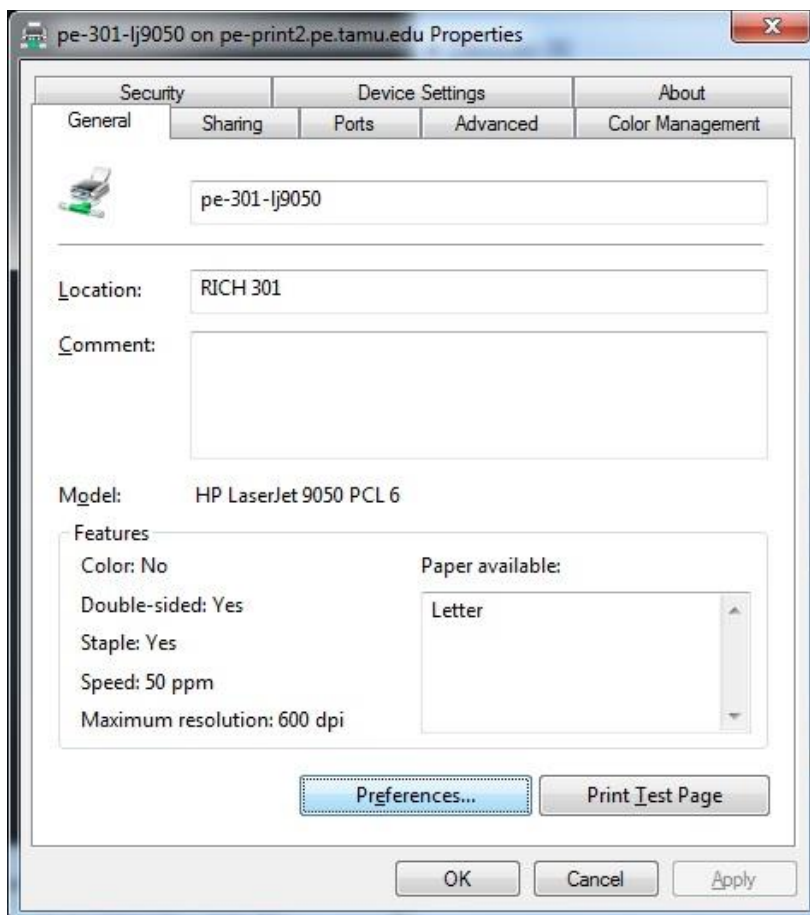 pe-301-lj9050 on pe-print2.pe.tamu.edu Properties
Security Device Settings About
General Sharing Ports Advanced Color Management
pe-301-lj9050
Location: RICH 301
Comment:
Model: HP LaserJet 9050 PCL 6
Features
Color: No Paper available:
Double-sided: Yes Letter
Staple: Yes
Speed: 50 ppm
Maximum resolution: 600 dpi
Preferences... Print Test Page
OK Cancel Apply